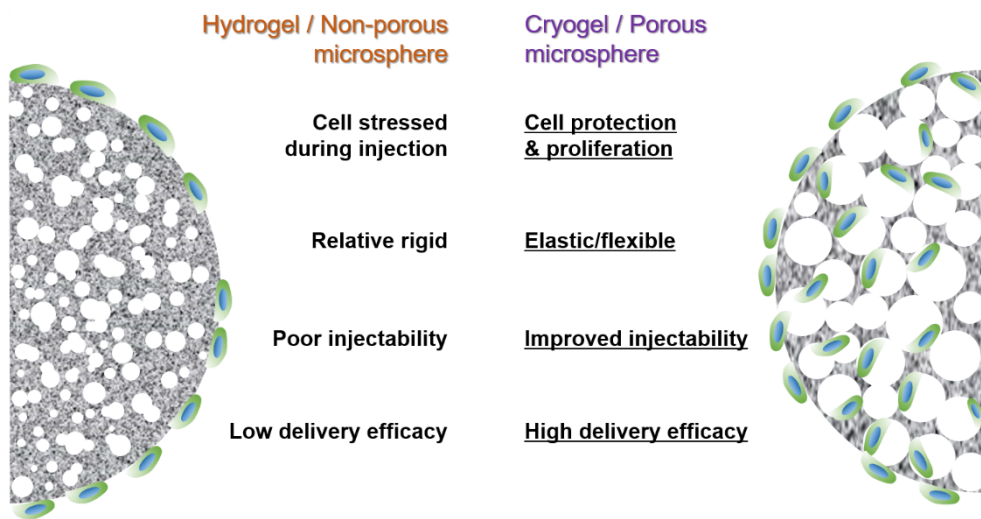 Hydrogel / Non-porous
microsphere
Cryogel / Porous
microsphere
Cell stressed
during injection
Cell protection
& proliferation
Relative rigid
Elastic/flexible
Poor injectability
Improved injectability
Low delivery efficacy
High delivery efficacy